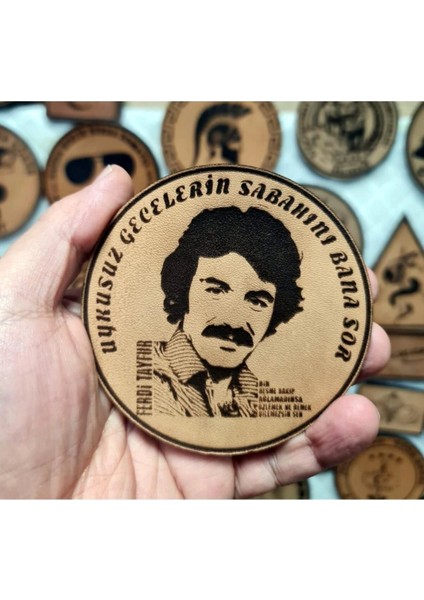 UYKUSUZ GECELERİN SABAHINI BANA SOR
FERDİ TAYFUR
BİR
RESME BAKIP
AĞLAMADINSA
ÖZLEMEK NE DEMEK
BİLEMEZSİN SEN